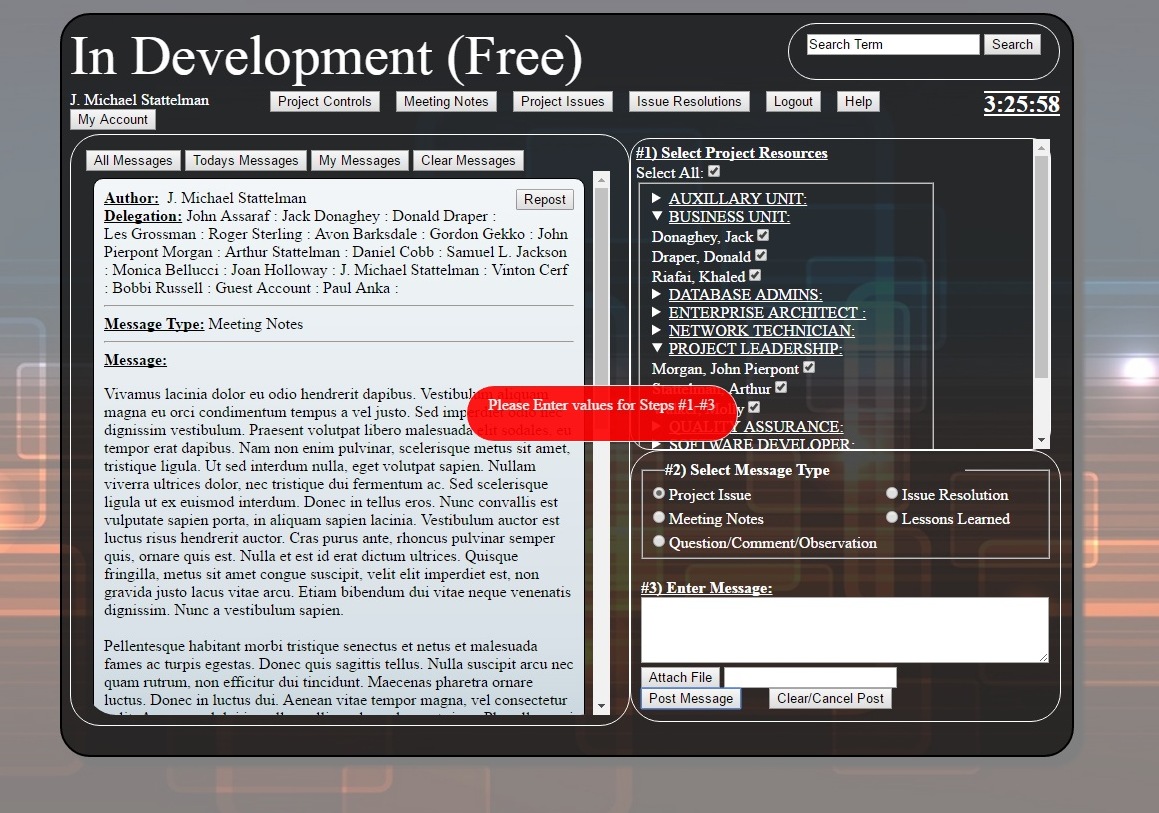 In Development (Free)
Search Term
Search
J. Michael Stattelman
Project Controls
Meeting Notes
Project Issues
Issue Resolutions
Logout
Help
3:25:58
My Account
All Messages
Todays Messages
My Messages
Clear Messages
Author: J. Michael Stattelman
Repost
Delegation: John Assaraf : Jack Donaghey : Donald Draper :
Les Grossman : Roger Sterling : Avon Barksdale : Gordon Gekko : John
Pierpont Morgan : Arthur Stattelman : Daniel Cobb : Samuel L. Jackson
: Monica Bellucci : Joan Holloway : J. Michael Stattelman : Vinton Cerf
: Bobbi Russell : Guest Account : Paul Anka :
Message Type: Meeting Notes
Message:
Vivamus lacinia dolor eu odio hendrerit dapibus. Vestibulum aliquam
magna eu orci condimentum tempus a vel justo. Sed imperdiet odio nec
dignissim vestibulum. Praesent volutpat libero malesuada elit sodales, eu
tempor erat dapibus. Nam non enim pulvinar, scelerisque metus sit amet,
tristique ligula. Ut sed interdum nulla, eget volutpat sapien. Nullam
viverra ultrices dolor, nec tristique dui fermentum ac. Sed scelerisque
ligula ut ex euismod interdum. Donec in tellus eros. Nunc convallis est
vulputate sapien porta, in aliquam sapien lacinia. Vestibulum auctor est
luctus risus hendrerit auctor. Cras purus ante, rhoncus pulvinar semper
quis, ornare quis est. Nulla et est id erat dictum ultrices. Quisque
fringilla, metus sit amet congue suscipit, velit elit imperdiet est, non
gravida justo lacus vitae arcu. Etiam bibendum dui vitae neque venenatis
dignissim. Nunc a vestibulum sapien.
Pellentesque habitant morbi tristique senectus et netus et malesuada
fames ac turpis egestas. Donec quis sagittis tellus. Nulla suscipit arcu nec
quam rutrum, non efficitur dui tincidunt. Maecenas pharetra ornare
luctus. Donec in luctus dui. Aenean vitae tempor magna, vel consectetur
Please Enter values for Steps #1-#3
#1) Select Project Resources
Select All:
AUXILLARY UNIT:
BUSINESS UNIT:
Donaghey, Jack
Draper, Donald
Riafai, Khaled
DATABASE ADMINS:
ENTERPRISE ARCHITECT :
NETWORK TECHNICIAN:
PROJECT LEADERSHIP:
Morgan, John Pierpont
Stattelman, Arthur
QUALITY ASSURANCE:
SOFTWARE DEVELOPER:
#2) Select Message Type
Project Issue
Issue Resolution
Meeting Notes
Lessons Learned
Question/Comment/Observation
#3) Enter Message:
Attach File
Post Message
Clear/Cancel Post